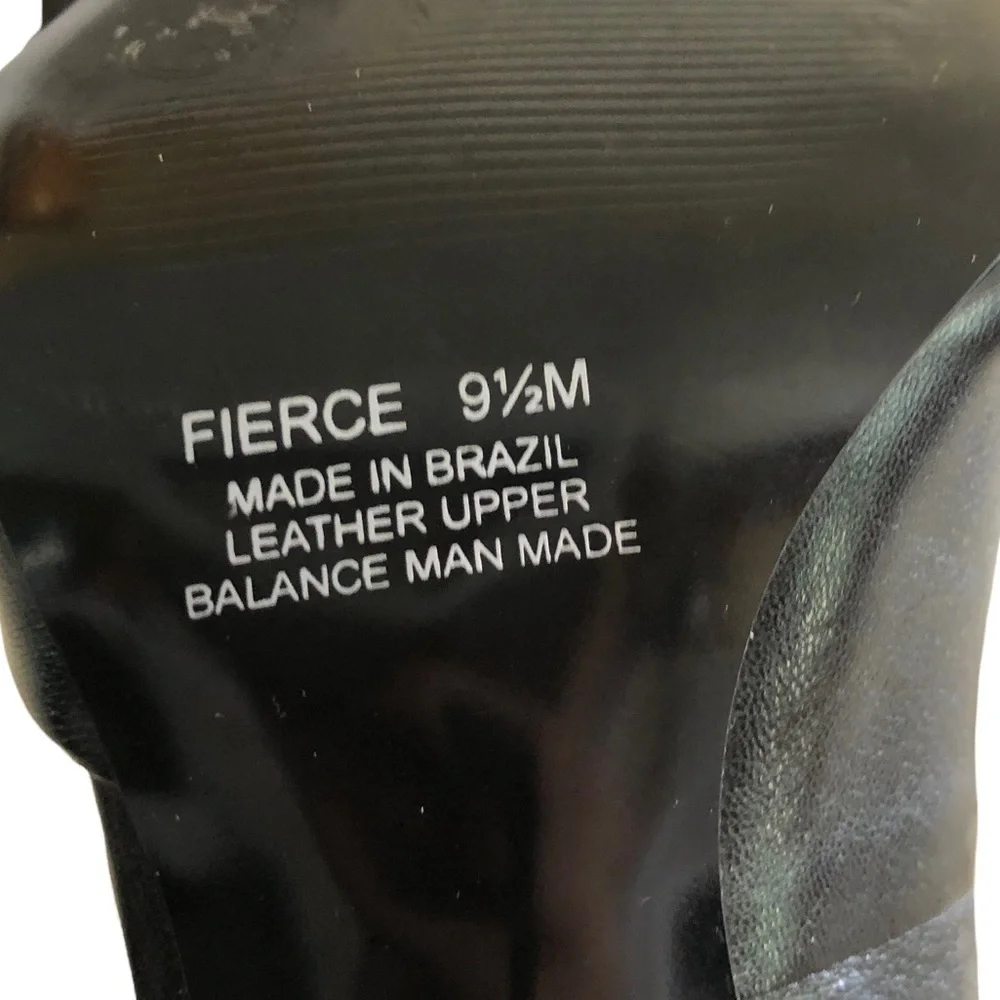 FIERCE 9½M
MADE IN BRAZIL
LEATHER UPPER
BALANCE MAN MADE